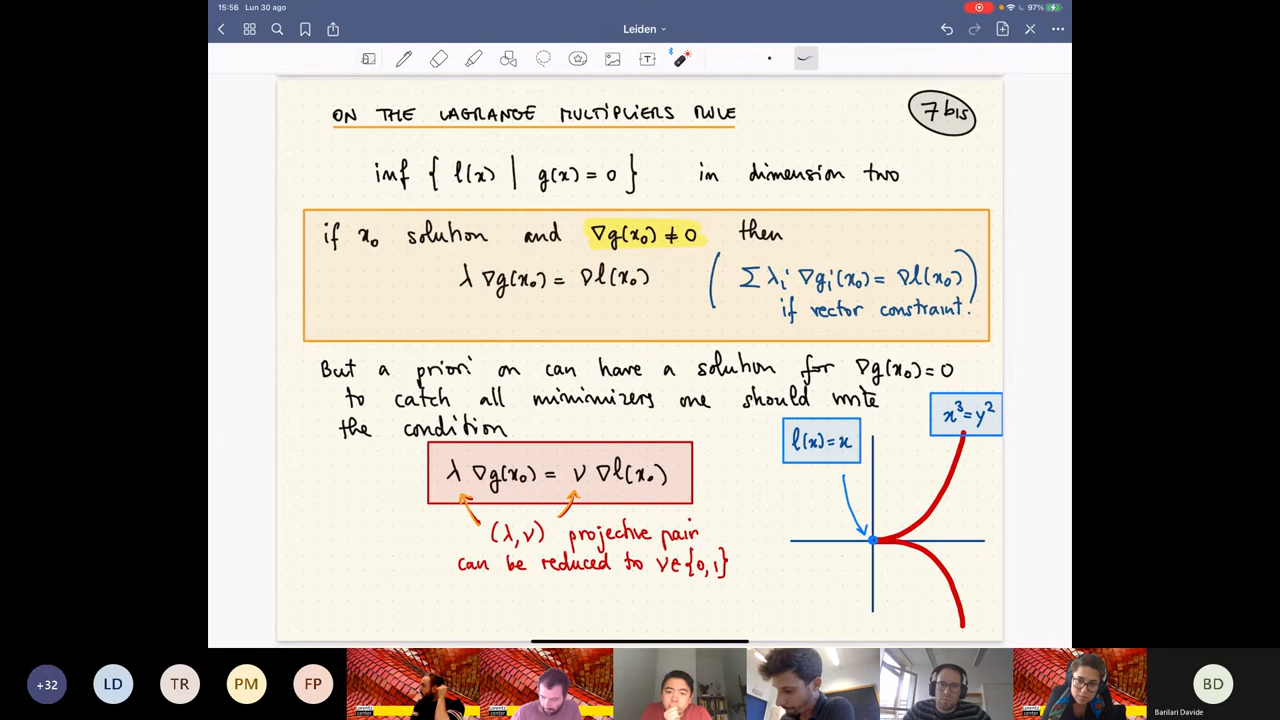 15:56 Lun 30 ago
97%
Leiden
ON THE LAGRANGE MULTIPLIERS RULE
7 bis
inf { l(x) | g(x) = 0 } in dimension two
if x₀ solution and ∇g(x₀) ≠ 0 then
λ ∇g(x₀) = ∇l(x₀) ( Σ λᵢ ∇gᵢ(x₀) = ∇l(x₀)
if vector constraint. )
But a priori on can have a solution for ∇g(x₀) = 0
to catch all minimizers one should write
the condition
x³ = y²
l(x) = x
λ ∇g(x₀) = ν ∇l(x₀)
(λ, ν) projective pair
can be reduced to ν ∈ {0, 1}
+32
LD
TR
PM
FP
BD
Barilari Davide